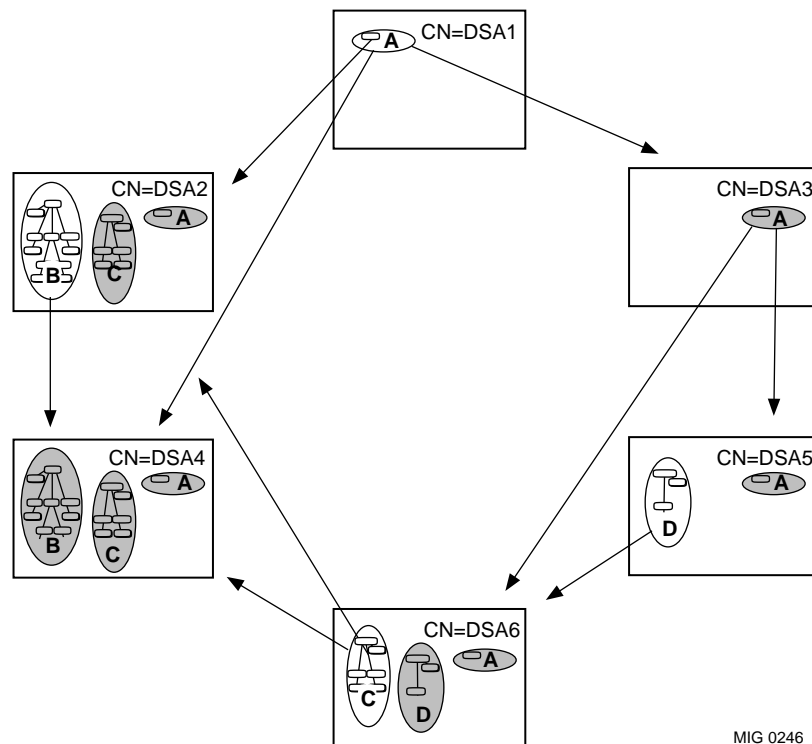 CN=DSA1
A
CN=DSA2
A
B
C
CN=DSA3
A
CN=DSA4
A
B
C
CN=DSA5
A
D
CN=DSA6
A
C
D
MIG 0246